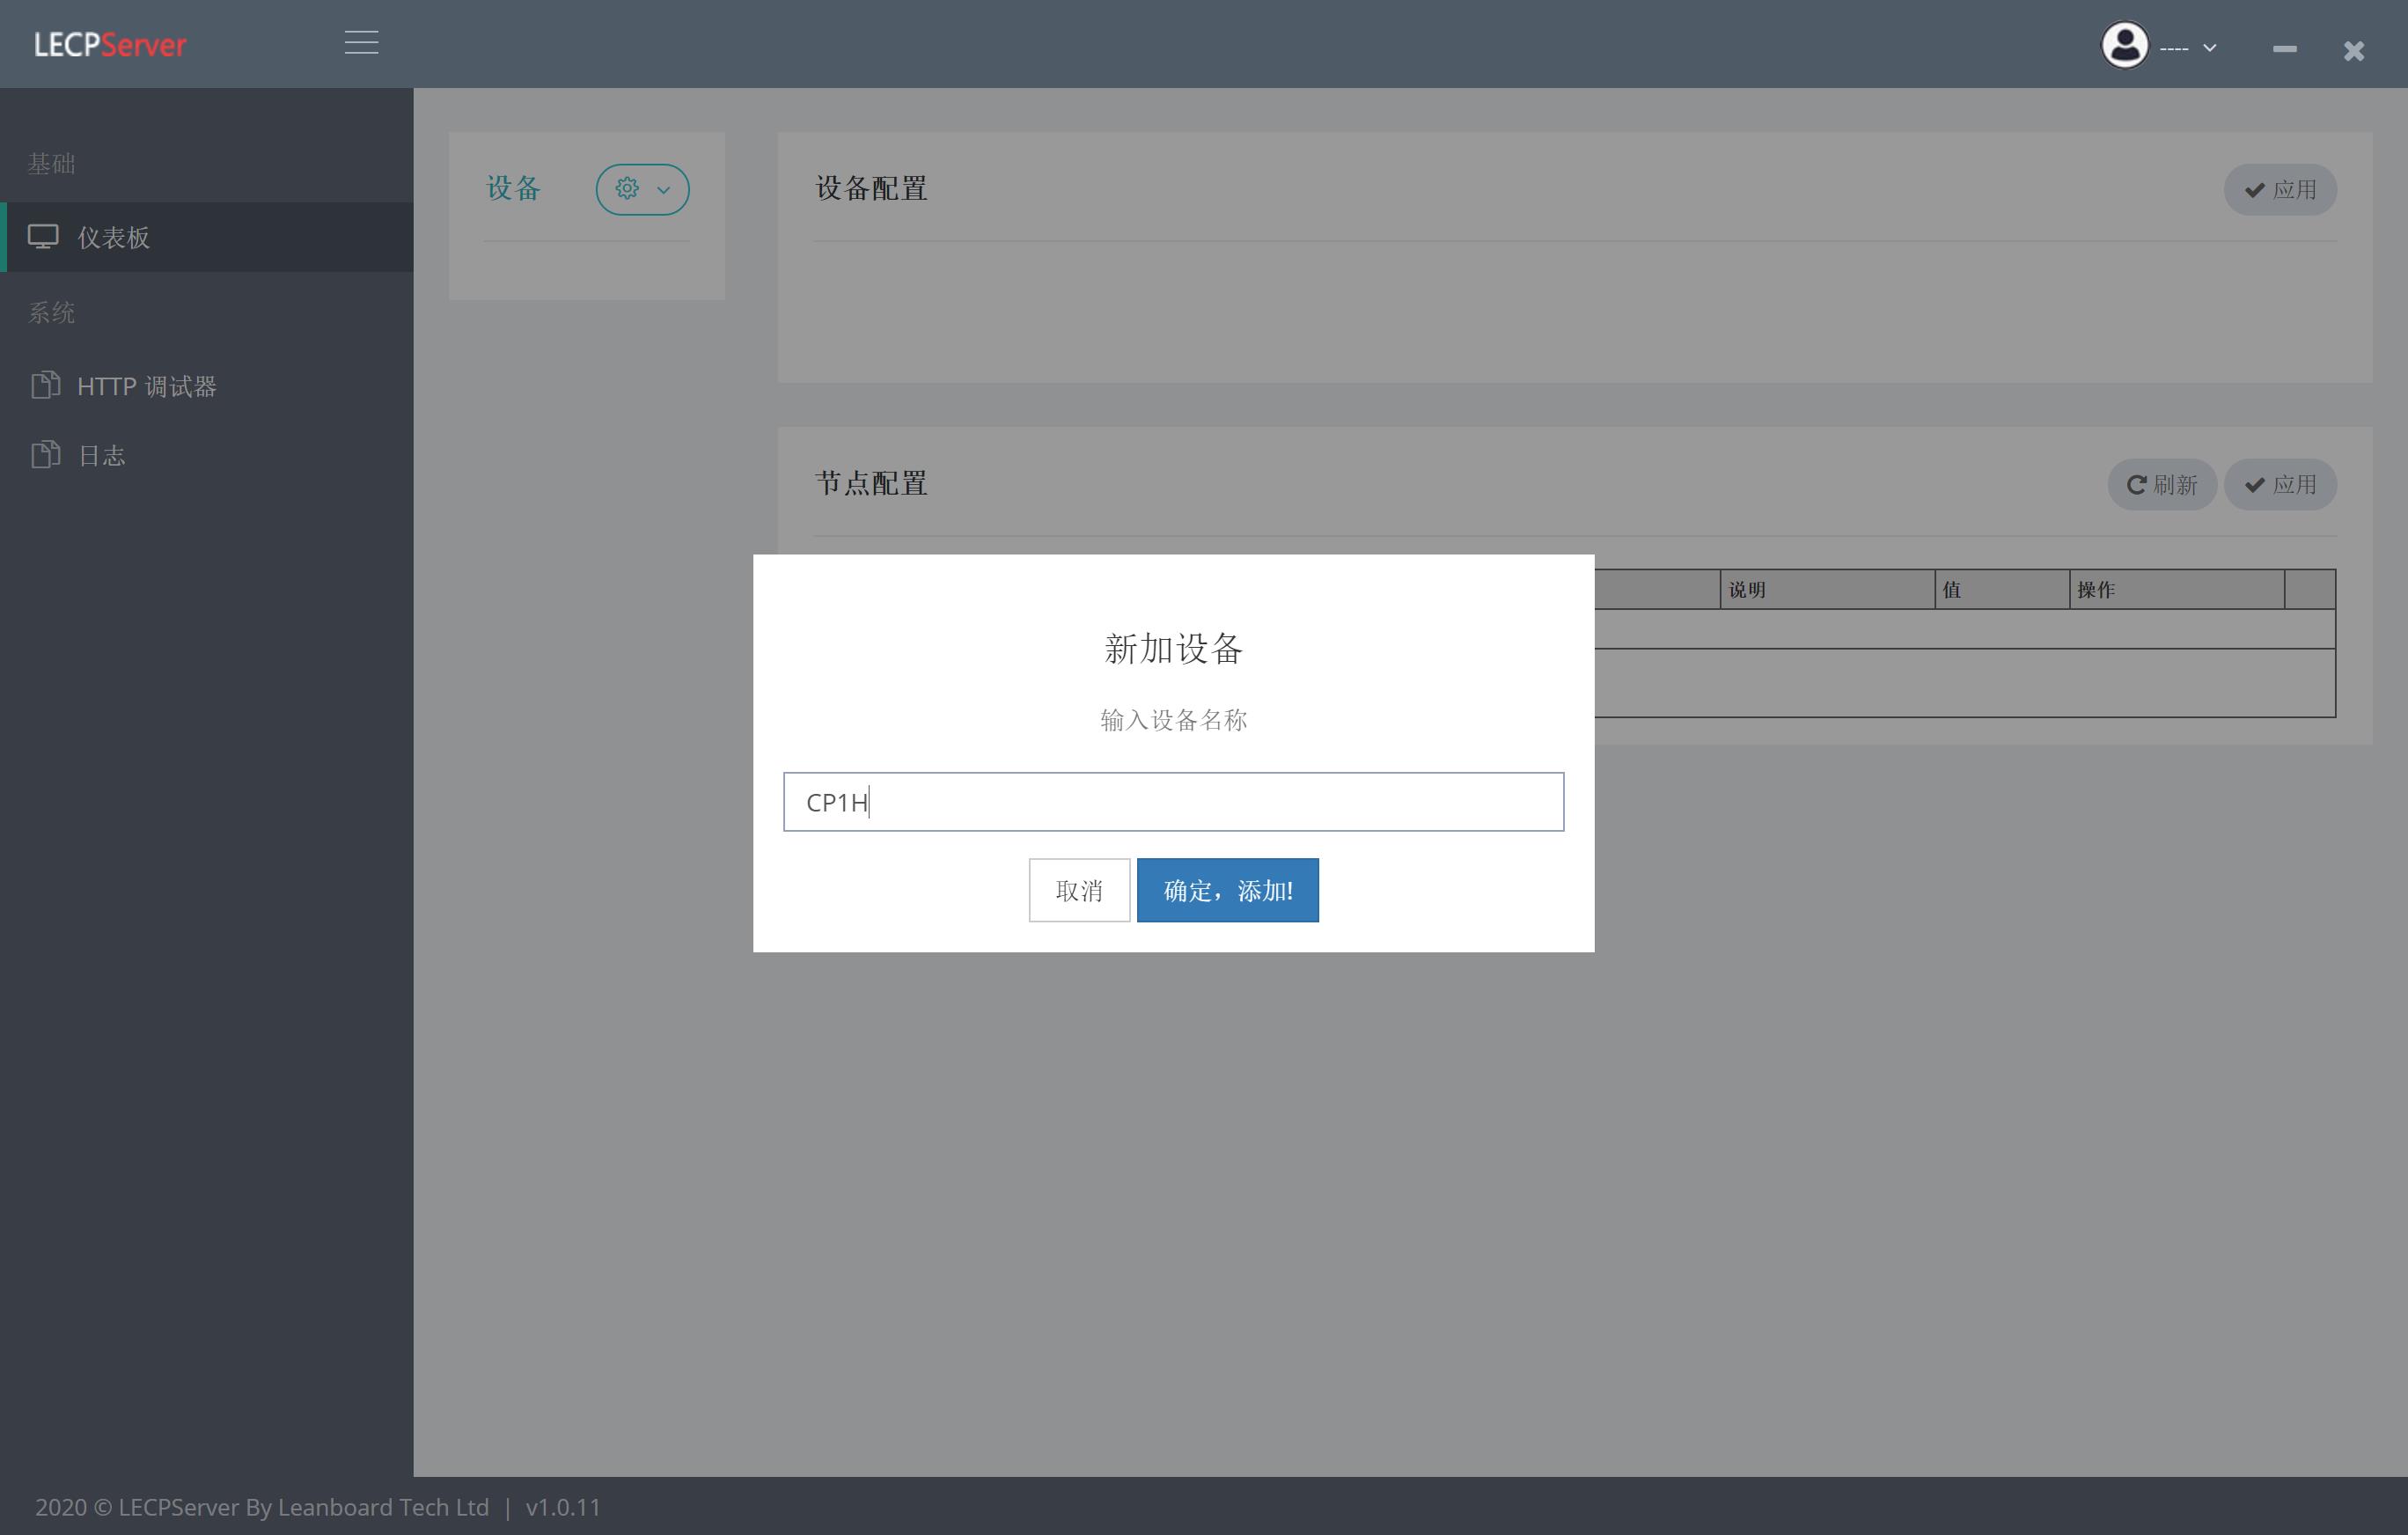 LECPServer
----
基础
仪表板
系统
HTTP 调试器
日志
设备
设备配置
应用
节点配置
刷新
应用
说明
值
操作
新加设备
输入设备名称
CP1H
取消
确定，添加!
2020 © LECPServer By Leanboard Tech Ltd | v1.0.11